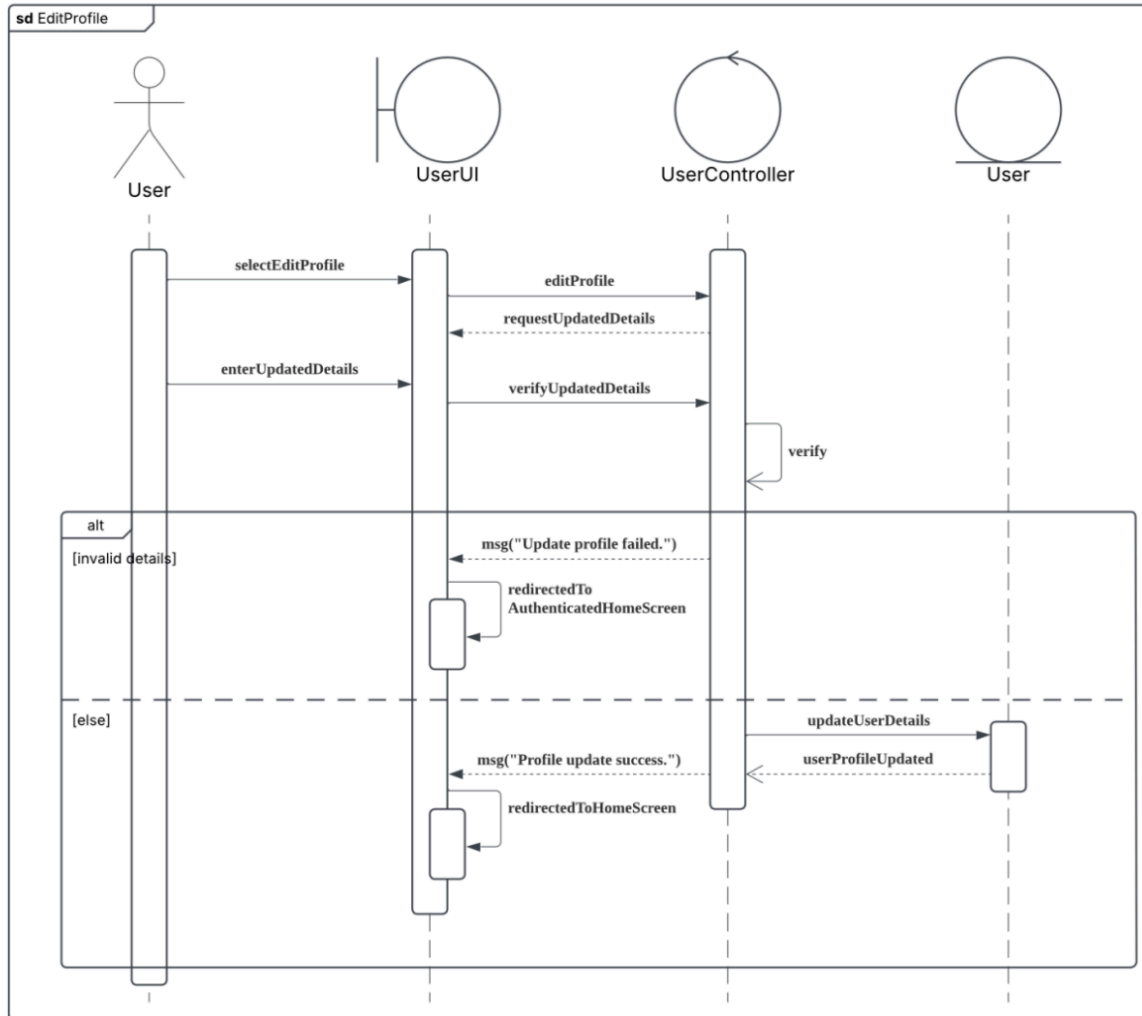 sd EditProfile
User
UserUI
UserController
User
selectEditProfile
editProfile
requestUpdatedDetails
enterUpdatedDetails
verifyUpdatedDetails
verify
alt
[invalid details]
msg("Update profile failed.")
redirectedTo
AuthenticatedHomeScreen
[else]
updateUserDetails
msg("Profile update success.")
userProfileUpdated
redirectedToHomeScreen